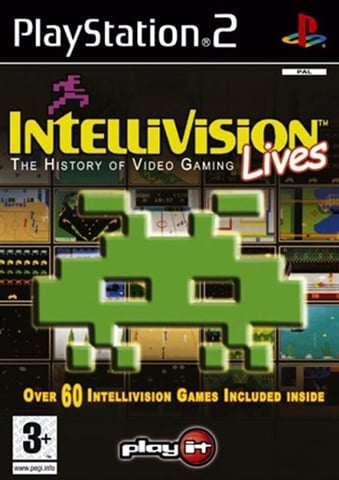 PlayStation®2
PAL
INTELLIVISION™
Lives
THE HISTORY OF VIDEO GAMING
OVER 60 INTELLIVISION GAMES INCLUDED INSIDE
3+
www.pegi.info
play it